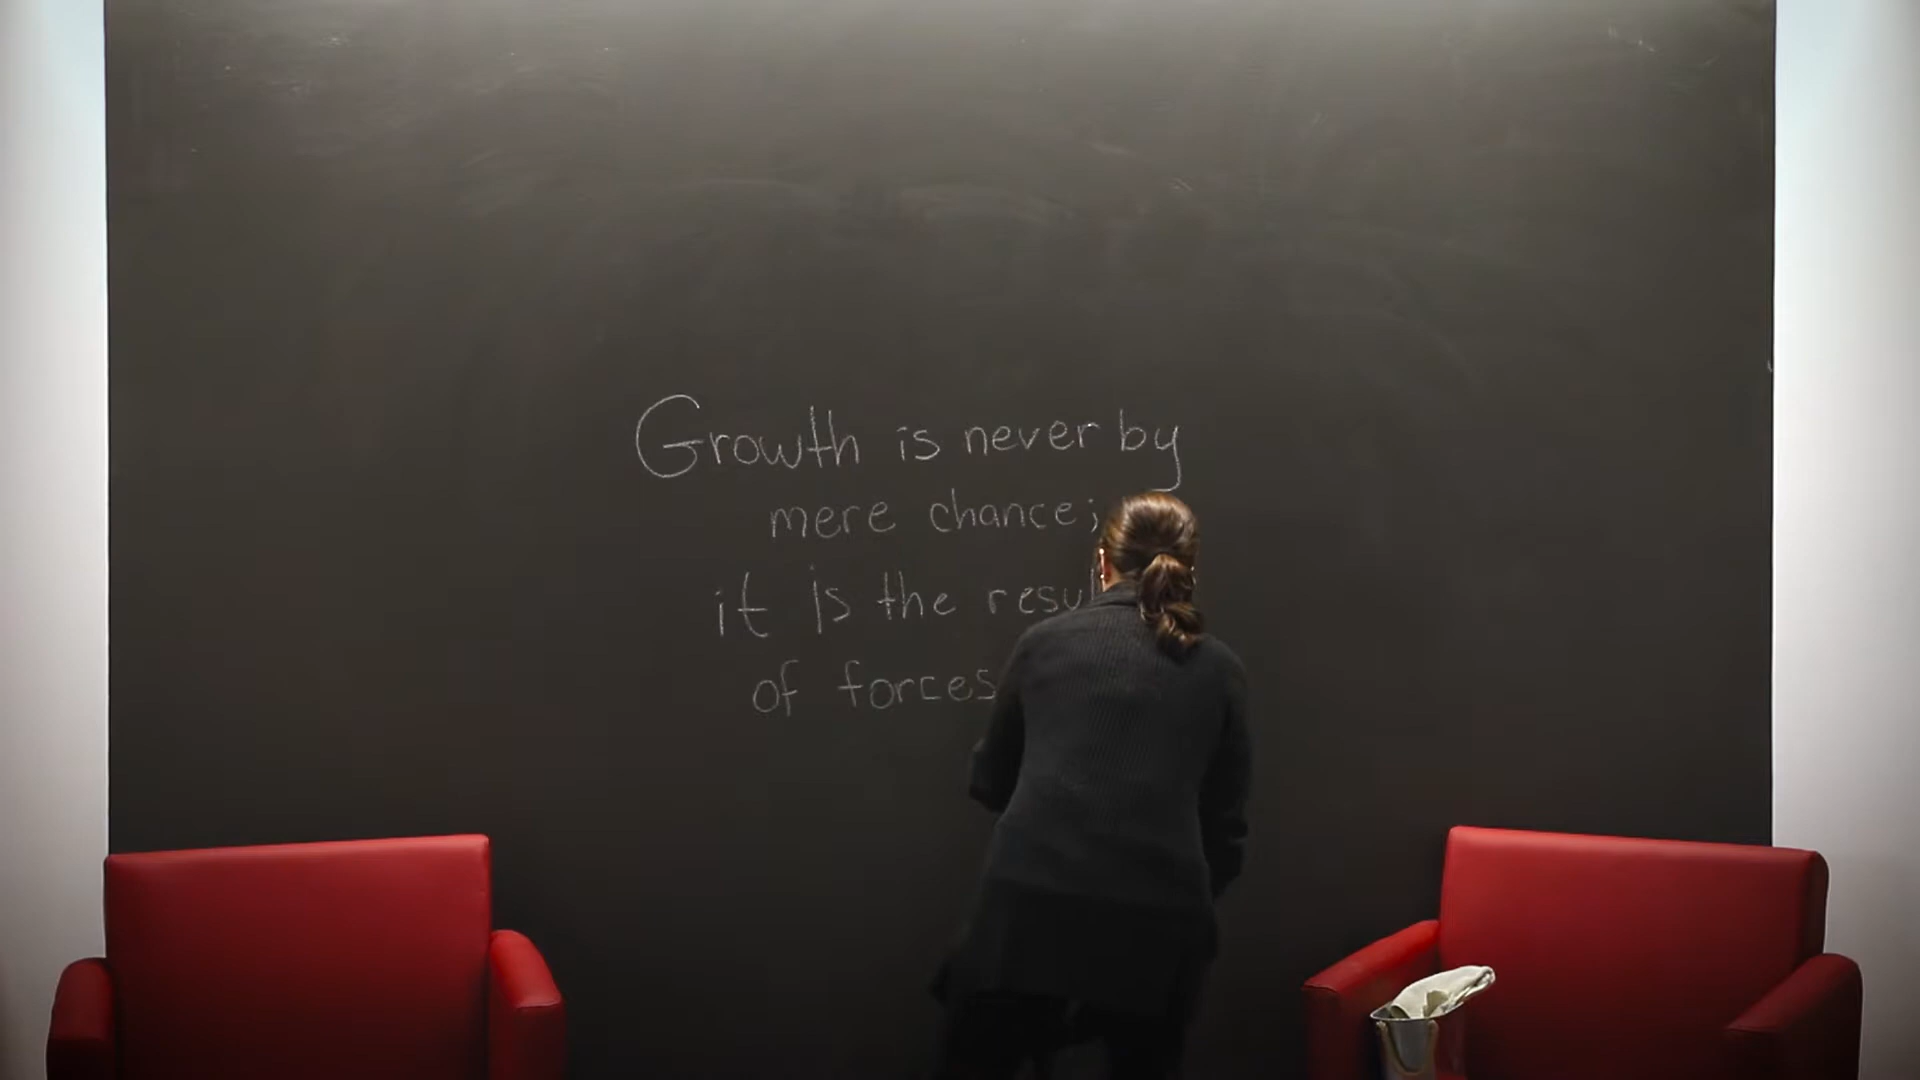 Growth is never by
mere chance;
it is the resul
of forces